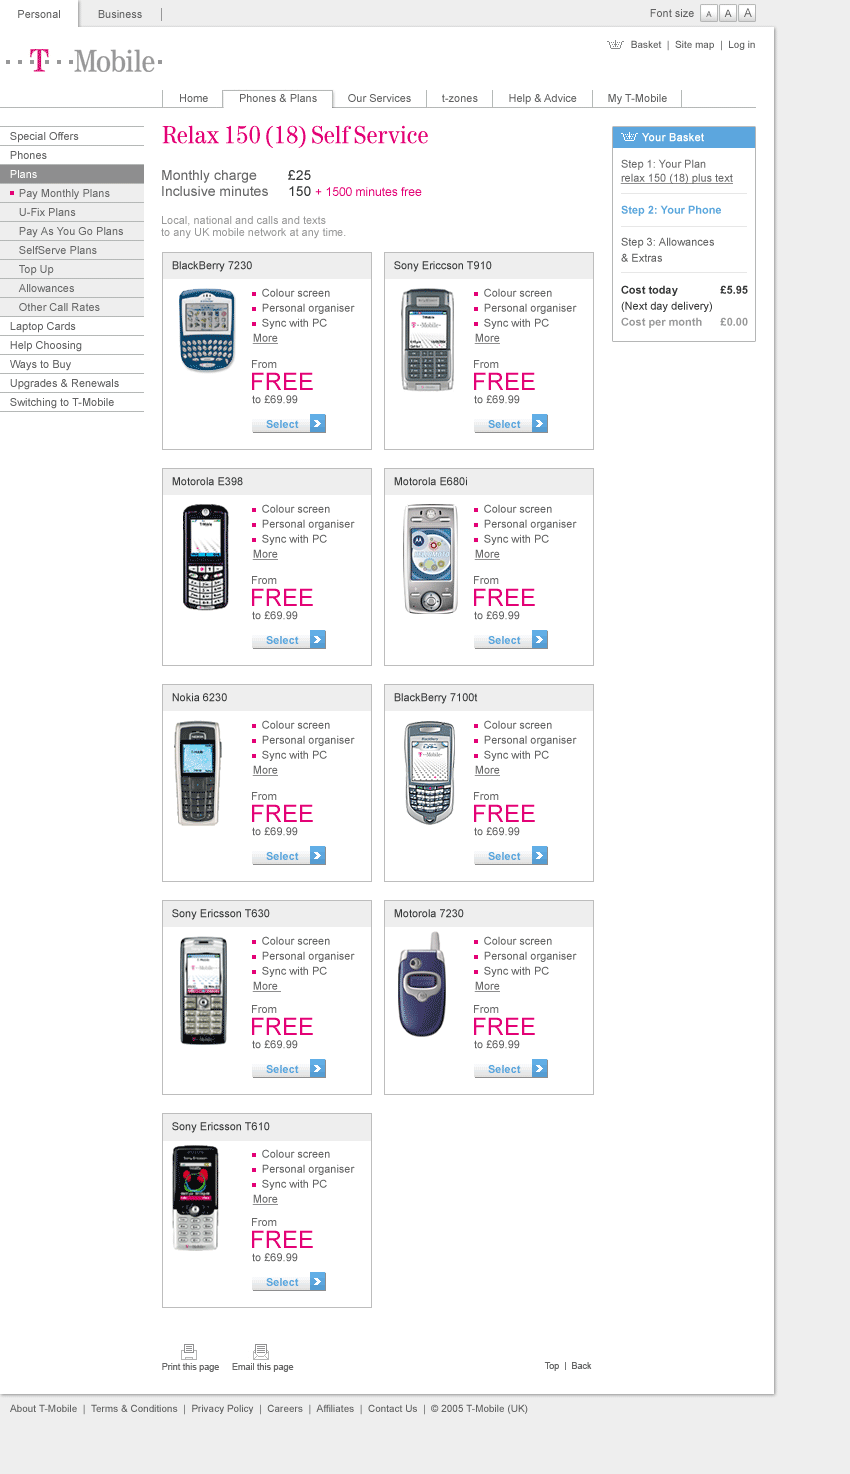 Personal
Business
Font size A A A
Basket | Site map | Log in
T Mobile
Home
Phones & Plans
Our Services
t-zones
Help & Advice
My T-Mobile
Special Offers
Phones
Plans
Pay Monthly Plans
U-Fix Plans
Pay As You Go Plans
SelfServe Plans
Top Up
Allowances
Other Call Rates
Laptop Cards
Help Choosing
Ways to Buy
Upgrades & Renewals
Switching to T-Mobile
Relax 150 (18) Self Service
Monthly charge £25
Inclusive minutes 150 + 1500 minutes free
Local, national and calls and texts
to any UK mobile network at any time.
Your Basket
Step 1: Your Plan
relax 150 (18) plus text
Step 2: Your Phone
Step 3: Allowances
& Extras
Cost today £5.95
(Next day delivery)
Cost per month £0.00
BlackBerry 7230
Colour screen
Personal organiser
Sync with PC
More
From
FREE
to £69.99
Select
Sony Ericcson T910
Colour screen
Personal organiser
Sync with PC
More
From
FREE
to £69.99
Select
Motorola E398
Colour screen
Personal organiser
Sync with PC
More
From
FREE
to £69.99
Select
Motorola E680i
Colour screen
Personal organiser
Sync with PC
More
From
FREE
to £69.99
Select
Nokia 6230
Colour screen
Personal organiser
Sync with PC
More
From
FREE
to £69.99
Select
BlackBerry 7100t
Colour screen
Personal organiser
Sync with PC
More
From
FREE
to £69.99
Select
Sony Ericsson T630
Colour screen
Personal organiser
Sync with PC
More
From
FREE
to £69.99
Select
Motorola 7230
Colour screen
Personal organiser
Sync with PC
More
From
FREE
to £69.99
Select
Sony Ericsson T610
Colour screen
Personal organiser
Sync with PC
More
From
FREE
to £69.99
Select
Print this page
Email this page
Top | Back
About T-Mobile | Terms & Conditions | Privacy Policy | Careers | Affiliates | Contact Us | © 2005 T-Mobile (UK)